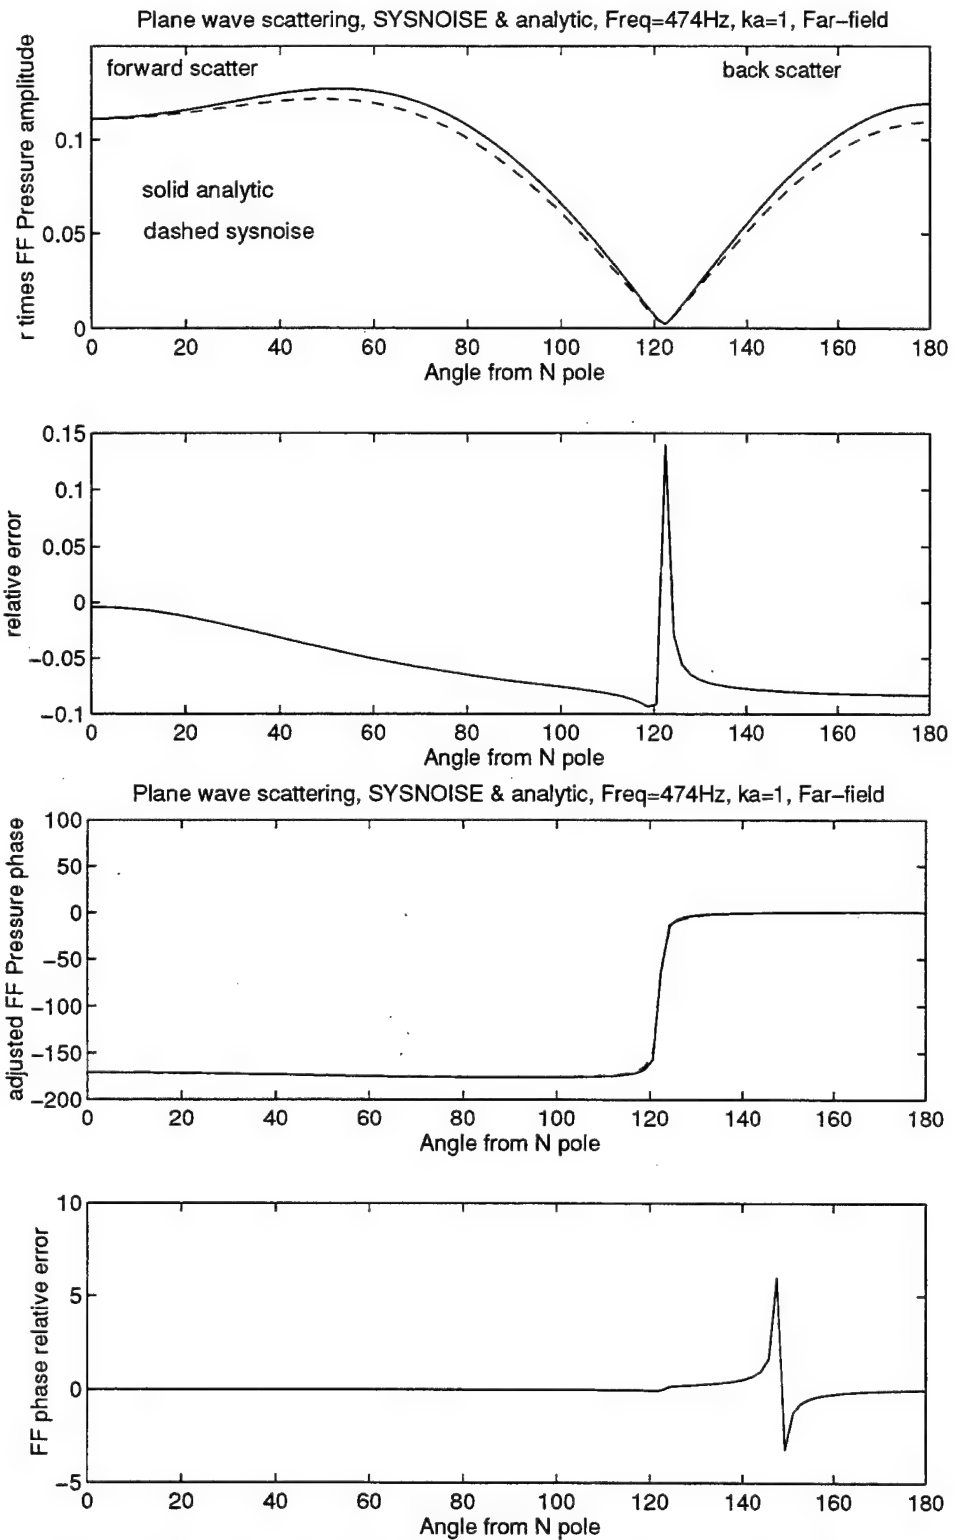 Plane wave scattering, SYSNOISE & analytic, Freq=474Hz, ka=1, Far-field
r times FF Pressure amplitude
forward scatter
back scatter
solid analytic
dashed sysnoise
0.1
0.05
0
0 20 40 60 80 100 120 140 160 180
Angle from N pole
relative error
0.15
0.1
0.05
0
-0.05
-0.1
0 20 40 60 80 100 120 140 160 180
Angle from N pole
Plane wave scattering, SYSNOISE & analytic, Freq=474Hz, ka=1, Far-field
adjusted FF Pressure phase
100
50
0
-50
-100
-150
-200
0 20 40 60 80 100 120 140 160 180
Angle from N pole
FF phase relative error
10
5
0
-5
0 20 40 60 80 100 120 140 160 180
Angle from N pole